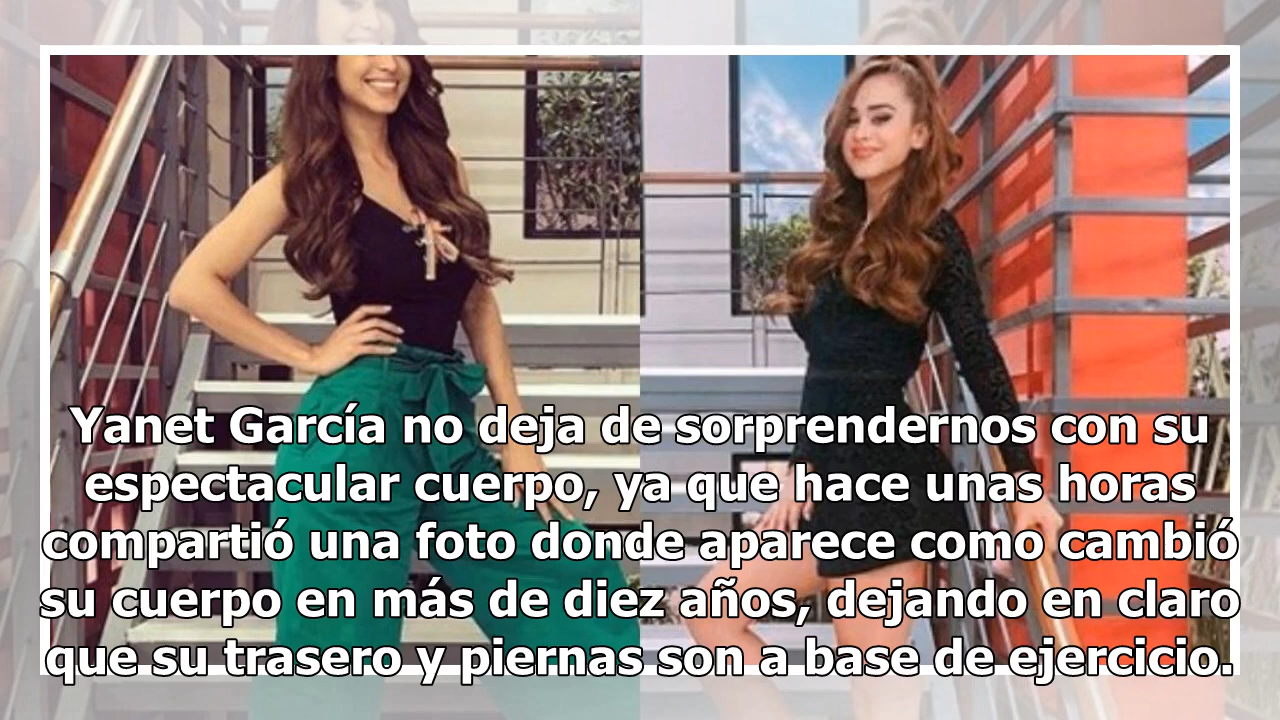 Yanet García no deja de sorprendernos con su
espectacular cuerpo, ya que hace unas horas
compartió una foto donde aparece como cambió
su cuerpo en más de diez años, dejando en claro
que su trasero y piernas son a base de ejercicio.